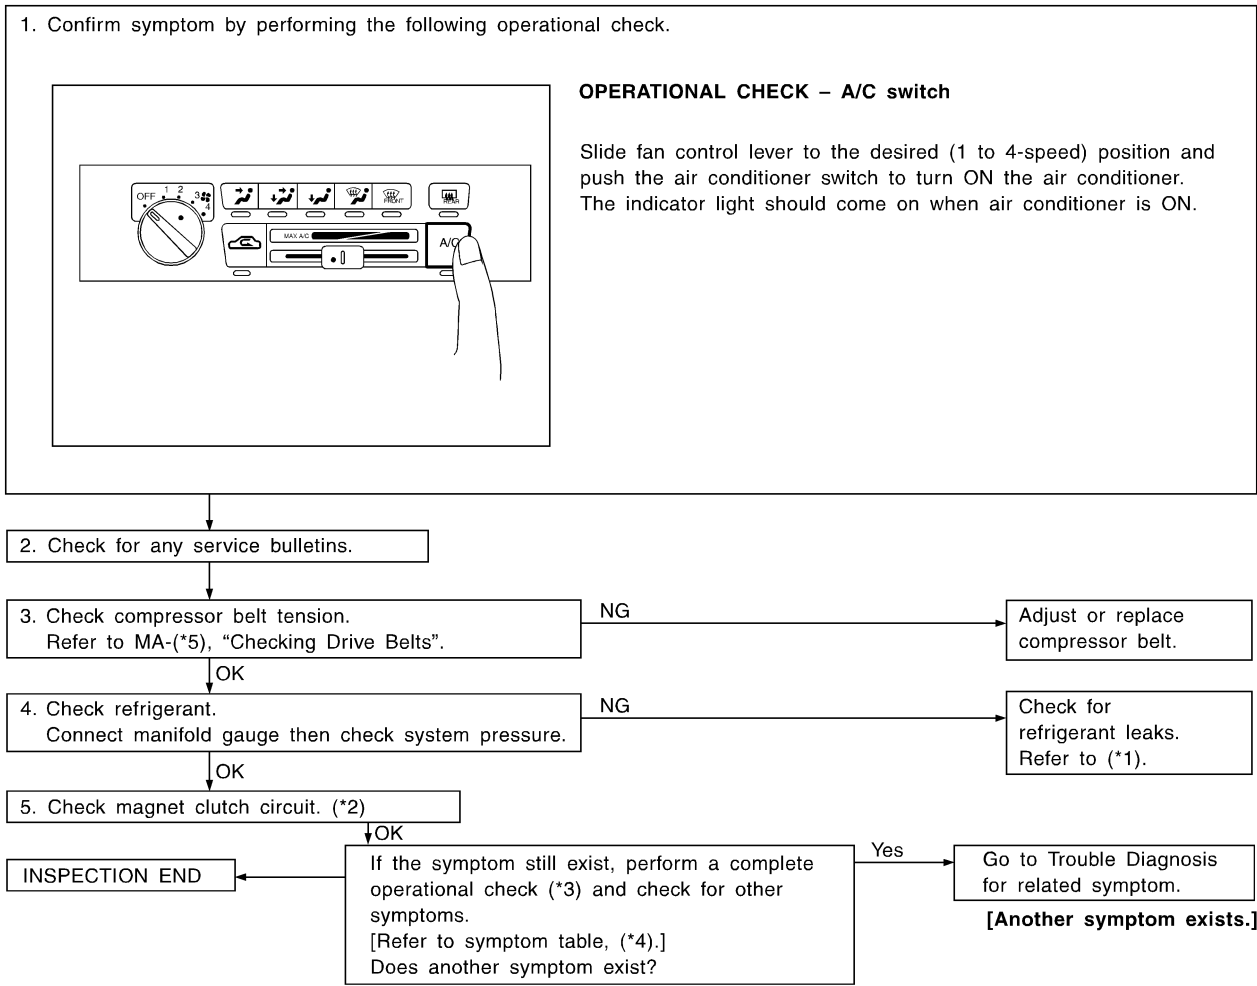 1. Confirm symptom by performing the following operational check.
OPERATIONAL CHECK – A/C switch
Slide fan control lever to the desired (1 to 4-speed) position and
push the air conditioner switch to turn ON the air conditioner.
The indicator light should come on when air conditioner is ON.
OFF 1 2 3 4
FRONT
REAR
MAX A/C
A/C
2. Check for any service bulletins.
3. Check compressor belt tension.
Refer to MA-(*5), “Checking Drive Belts”.
NG
Adjust or replace
compressor belt.
OK
4. Check refrigerant.
Connect manifold gauge then check system pressure.
NG
Check for
refrigerant leaks.
Refer to (*1).
OK
5. Check magnet clutch circuit. (*2)
OK
If the symptom still exist, perform a complete
operational check (*3) and check for other
symptoms.
[Refer to symptom table, (*4).]
Does another symptom exist?
INSPECTION END
Yes
Go to Trouble Diagnosis
for related symptom.
[Another symptom exists.]